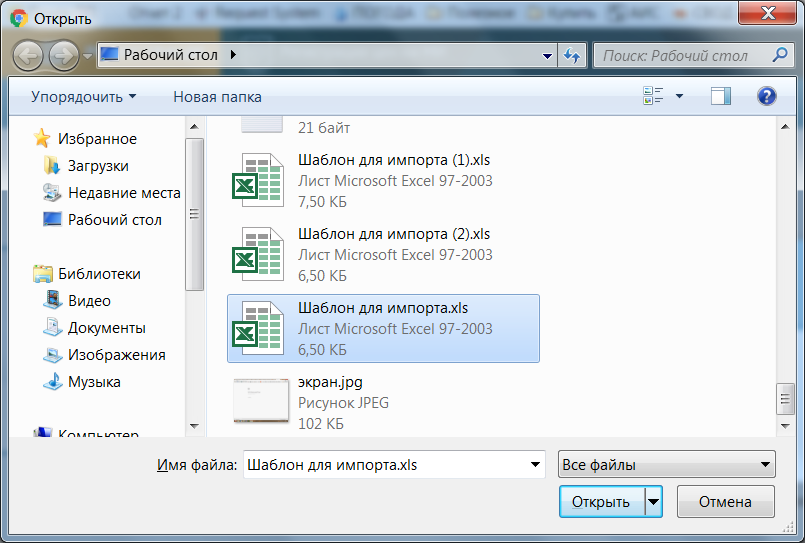 Открыть
Рабочий стол
Поиск: Рабочий стол
Упорядочить
Новая папка
Избранное
Загрузки
Недавние места
Рабочий стол
Библиотеки
Видео
Документы
Изображения
Музыка
Компьютер
21 байт
Шаблон для импорта (1).xls
Лист Microsoft Excel 97-2003
7,50 КБ
Шаблон для импорта (2).xls
Лист Microsoft Excel 97-2003
6,50 КБ
Шаблон для импорта.xls
Лист Microsoft Excel 97-2003
6,50 КБ
экран.jpg
Рисунок JPEG
102 КБ
Имя файла: Шаблон для импорта.xls
Все файлы
Открыть
Отмена